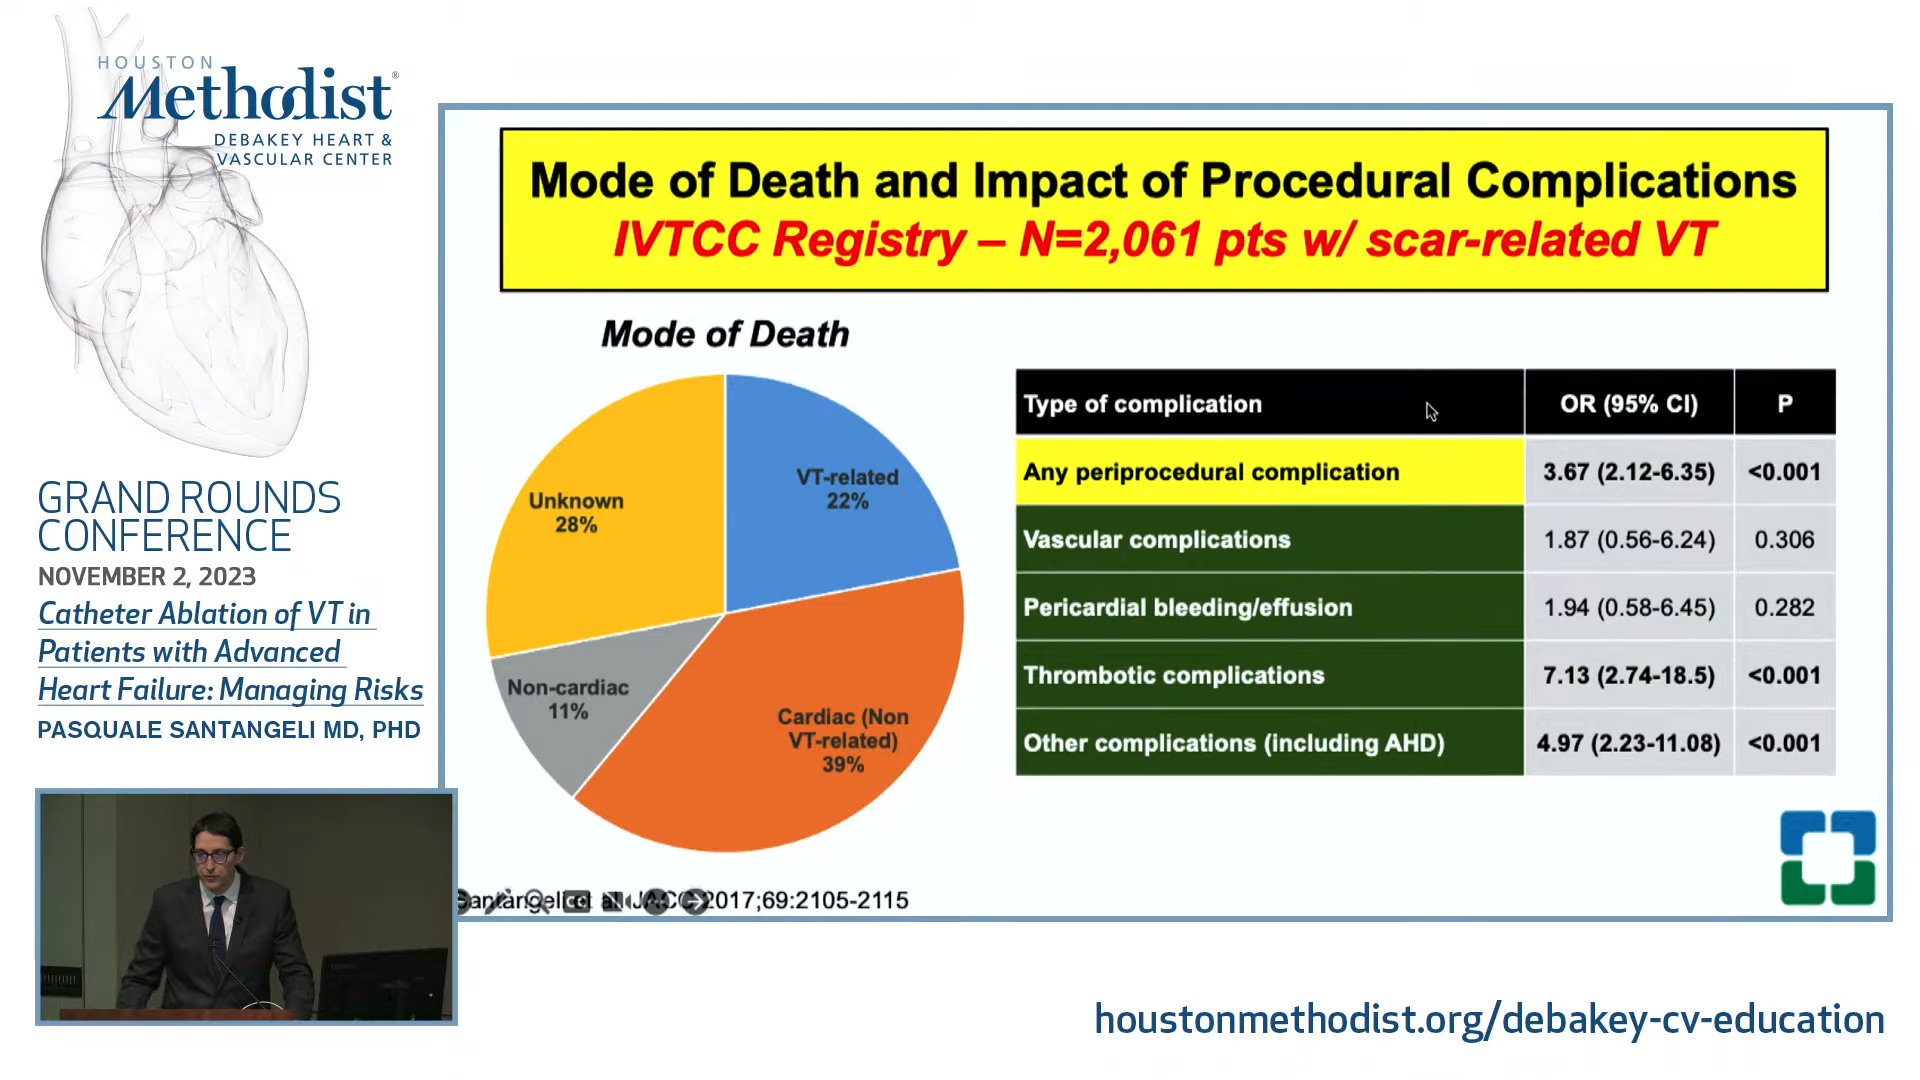 HOUSTON
Methodist®
DEBAKEY HEART &
VASCULAR CENTER
GRAND ROUNDS
CONFERENCE
NOVEMBER 2, 2023
Catheter Ablation of VT in
Patients with Advanced
Heart Failure: Managing Risks
PASQUALE SANTANGELI MD, PHD
Mode of Death and Impact of Procedural Complications
IVTCC Registry – N=2,061 pts w/ scar-related VT
Mode of Death
VT-related
22%
Unknown
28%
Non-cardiac
11%
Cardiac (Non
VT-related)
39%
Type of complication OR (95% CI) P
Any periprocedural complication 3.67 (2.12-6.35) <0.001
Vascular complications 1.87 (0.56-6.24) 0.306
Pericardial bleeding/effusion 1.94 (0.58-6.45) 0.282
Thrombotic complications 7.13 (2.74-18.5) <0.001
Other complications (including AHD) 4.97 (2.23-11.08) <0.001
Santangeli et al. JACC 2017;69:2105-2115
houstonmethodist.org/debakey-cv-education